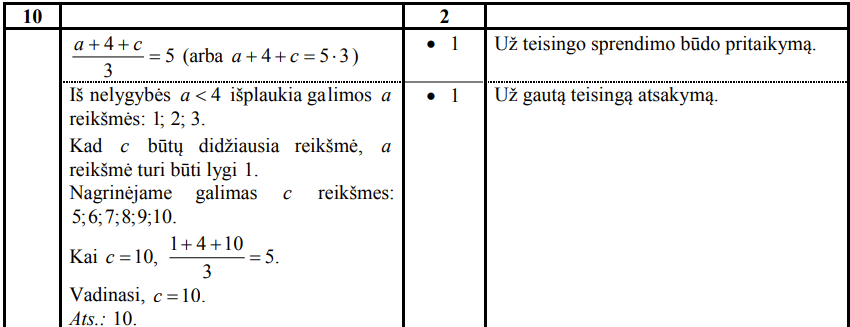 10 2
(a + 4 + c)/3 = 5 (arba a + 4 + c = 5 · 3)
• 1
Už teisingo sprendimo būdo pritaikymą.
Iš nelygybės a < 4 išplaukia galimos a
reikšmės: 1; 2; 3.
Kad c būtų didžiausia reikšmė, a
reikšmė turi būti lygi 1.
Nagrinėjame galimas c reikšmes:
5; 6; 7; 8; 9; 10.
Kai c = 10, (1 + 4 + 10)/3 = 5.
Vadinasi, c = 10.
Ats.: 10.
• 1
Už gautą teisingą atsakymą.